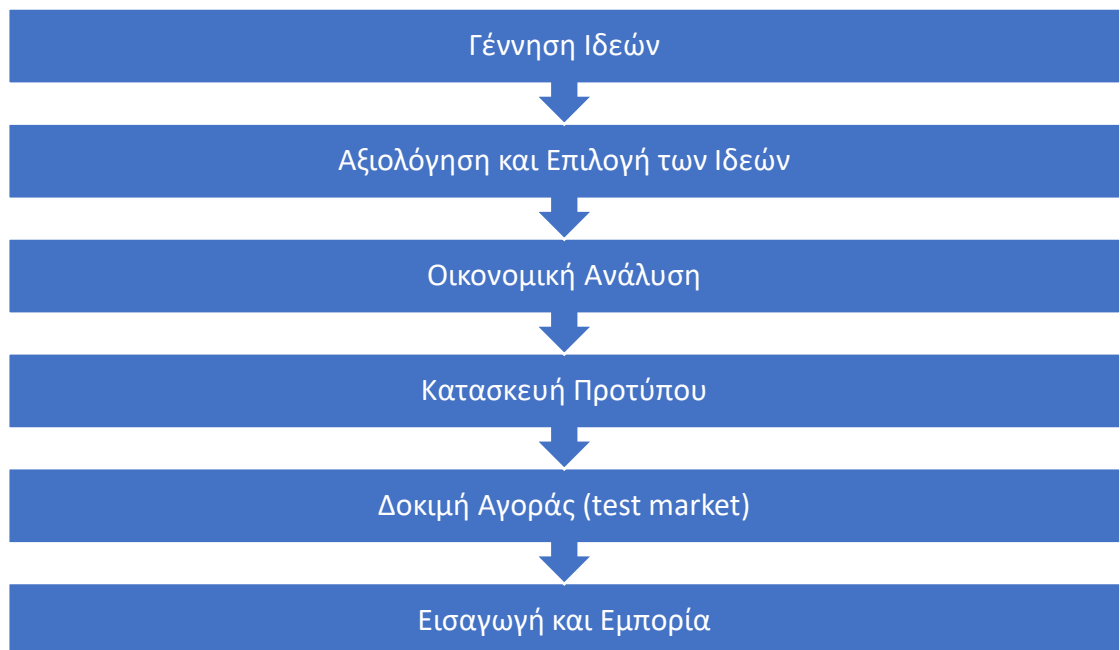 Γέννηση Ιδεών
Αξιολόγηση και Επιλογή των Ιδεών
Οικονομική Ανάλυση
Κατασκευή Προτύπου
Δοκιμή Αγοράς (test market)
Εισαγωγή και Εμπορία